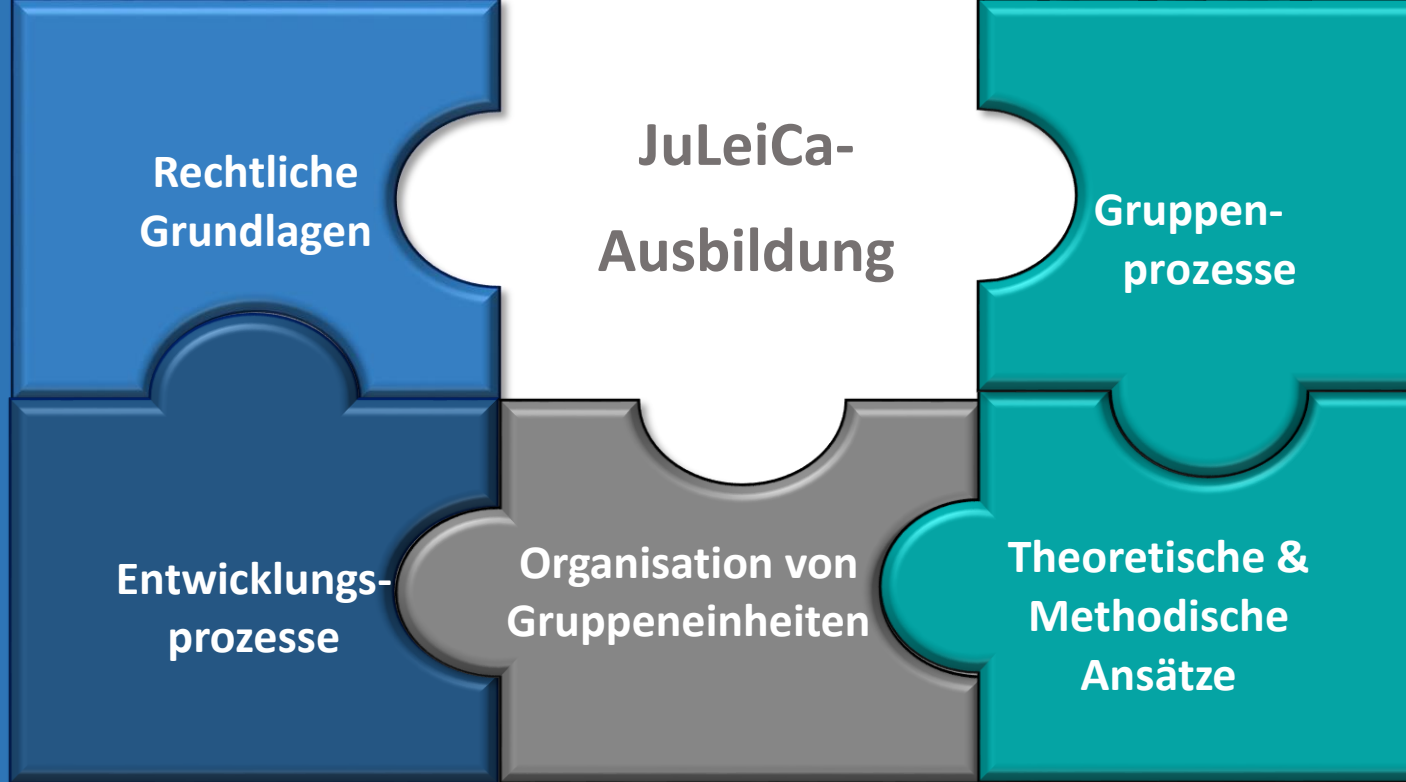 JuLeiCa-
Ausbildung
Rechtliche
Grundlagen
Gruppen-
prozesse
Entwicklungs-
prozesse
Organisation von
Gruppeneinheiten
Theoretische &
Methodische
Ansätze